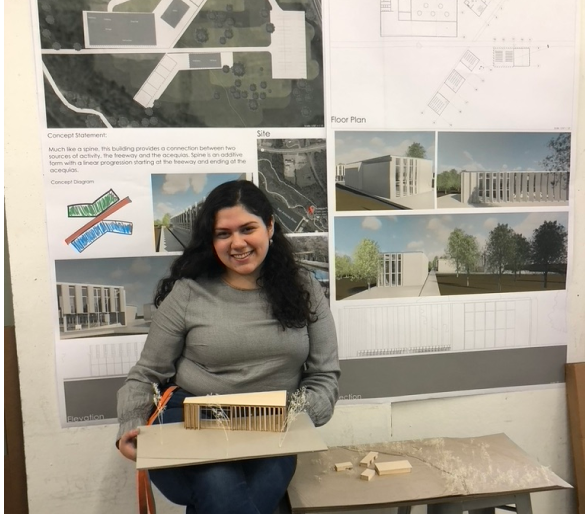 Concept Statement:
Much like a spine, this building provides a connection between two
sources of activity, the freeway and the acequias. Spine is an additive
form with a linear progression starting at the freeway and ending at the
acequias.
Concept Diagram
Site
Floor Plan
Elevation
ection